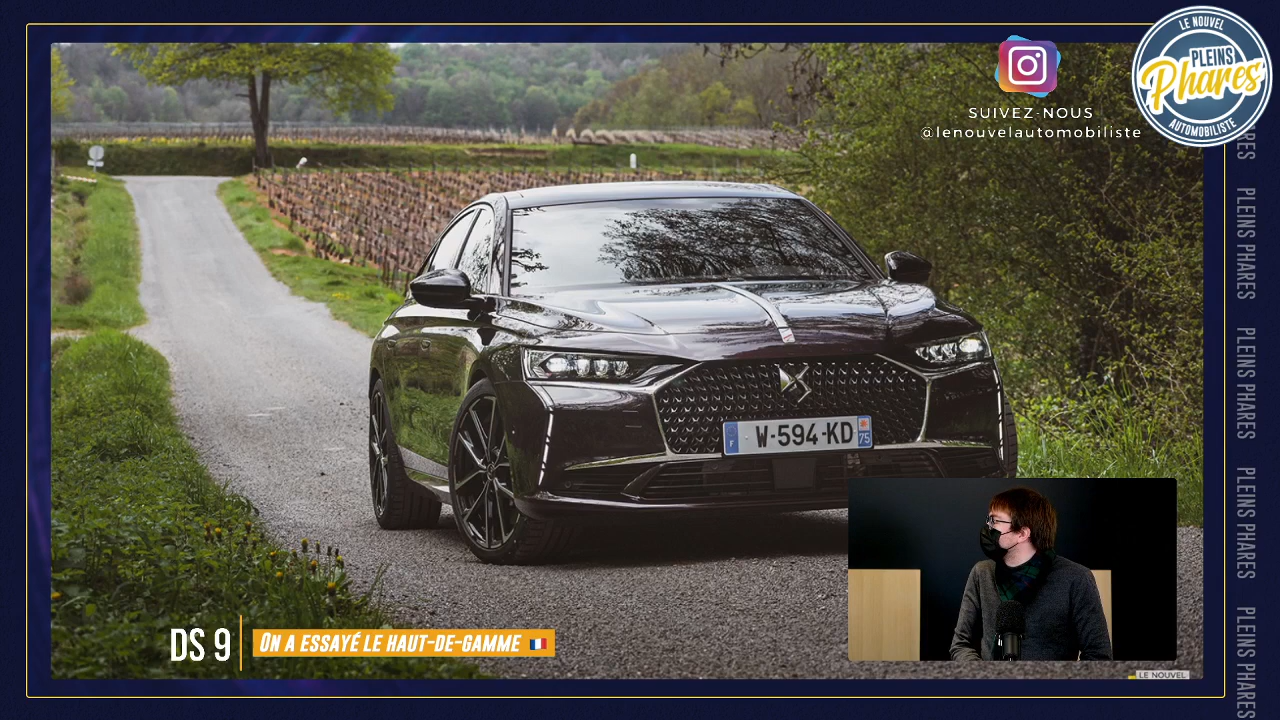 LE NOUVEL
PLEINS
Phares
AUTOMOBILISTE
SUIVEZ-NOUS
@lenouvelautomobiliste
RES
PLEINS PHARES
PLEINS PHARES
PLEINS PHARES
PLEINS PHARES
W-594-KD
F
75
DS 9
ON A ESSAYÉ LE HAUT-DE-GAMME
LE NOUVEL